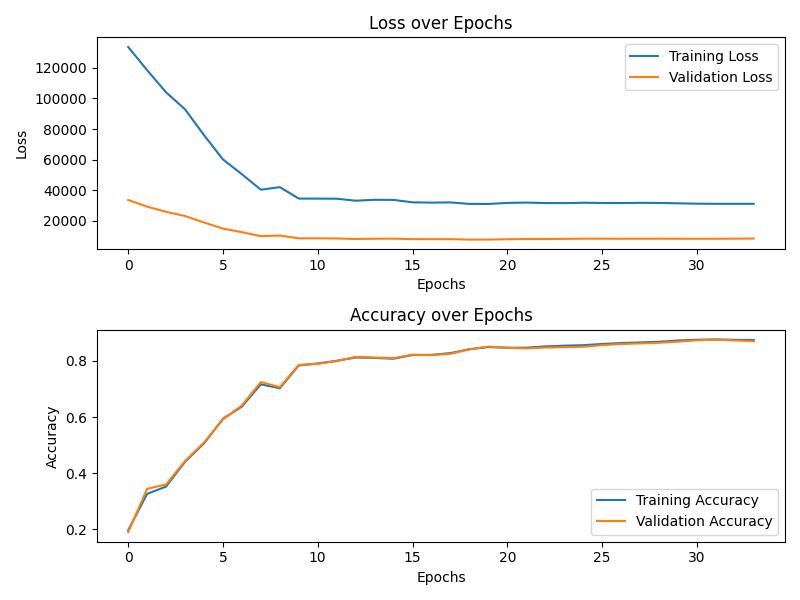 Loss over Epochs
120000
100000
80000
60000
40000
20000
Loss
Training Loss
Validation Loss
0 5 10 15 20 25 30
Epochs
Accuracy over Epochs
0.8
0.6
0.4
0.2
Accuracy
Training Accuracy
Validation Accuracy
0 5 10 15 20 25 30
Epochs